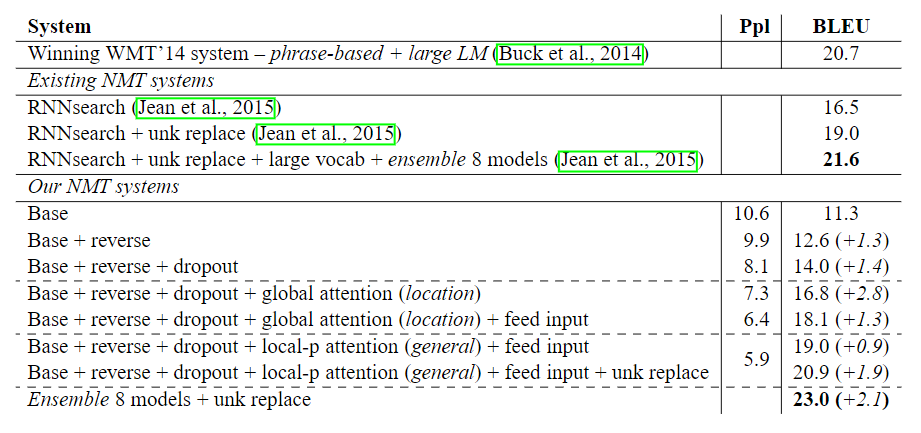 System Ppl BLEU
Winning WMT'14 system – phrase-based + large LM (Buck et al., 2014) 20.7
Existing NMT systems
RNNsearch (Jean et al., 2015) 16.5
RNNsearch + unk replace (Jean et al., 2015) 19.0
RNNsearch + unk replace + large vocab + ensemble 8 models (Jean et al., 2015) 21.6
Our NMT systems
Base 10.6 11.3
Base + reverse 9.9 12.6 (+1.3)
Base + reverse + dropout 8.1 14.0 (+1.4)
Base + reverse + dropout + global attention (location) 7.3 16.8 (+2.8)
Base + reverse + dropout + global attention (location) + feed input 6.4 18.1 (+1.3)
Base + reverse + dropout + local-p attention (general) + feed input 19.0 (+0.9)
5.9
Base + reverse + dropout + local-p attention (general) + feed input + unk replace 20.9 (+1.9)
Ensemble 8 models + unk replace 23.0 (+2.1)